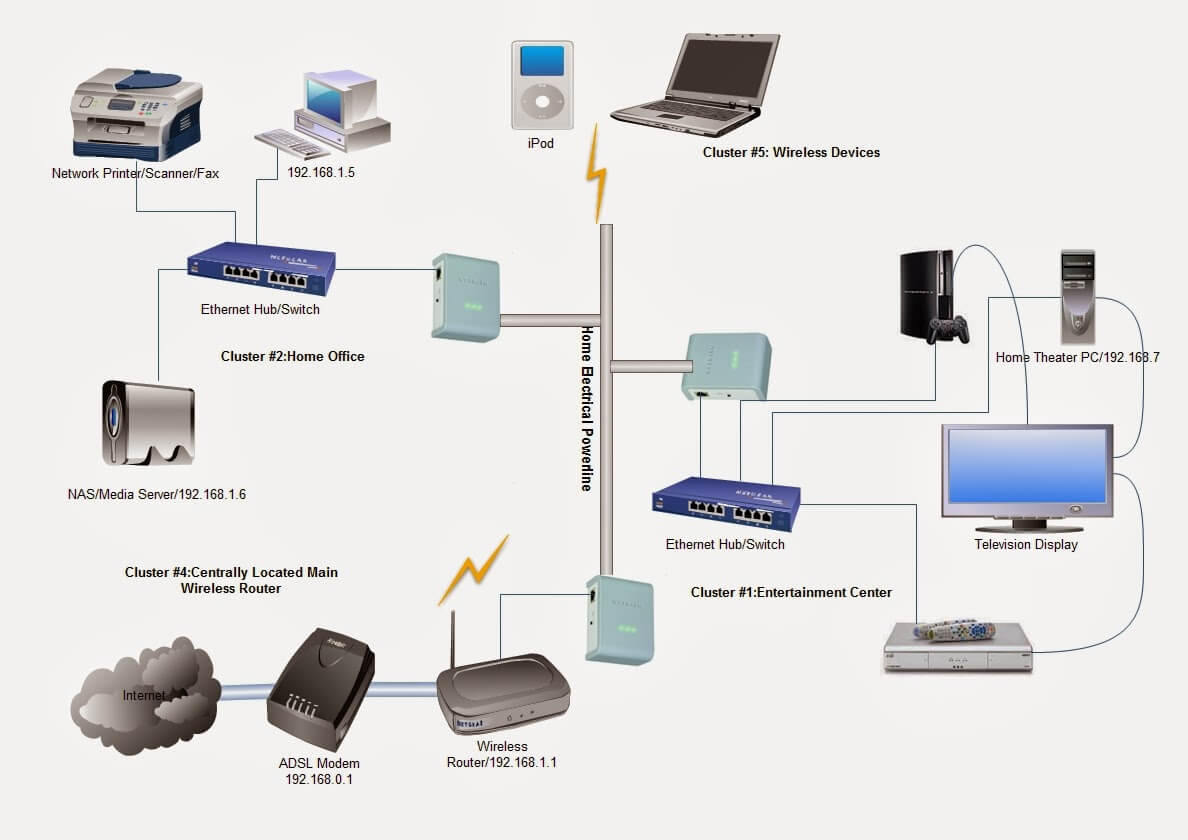 iPod
Cluster #5: Wireless Devices
Network Printer/Scanner/Fax
192.168.1.5
Ethernet Hub/Switch
Cluster #2:Home Office
Home Electrical Powerline
Home Theater PC/192.168.7
NAS/Media Server/192.168.1.6
NETGEAR
Ethernet Hub/Switch
Television Display
Cluster #4:Centrally Located Main
Wireless Router
Cluster #1:Entertainment Center
Internet
NETGEAR
ADSL Modem
192.168.0.1
Wireless
Router/192.168.1.1